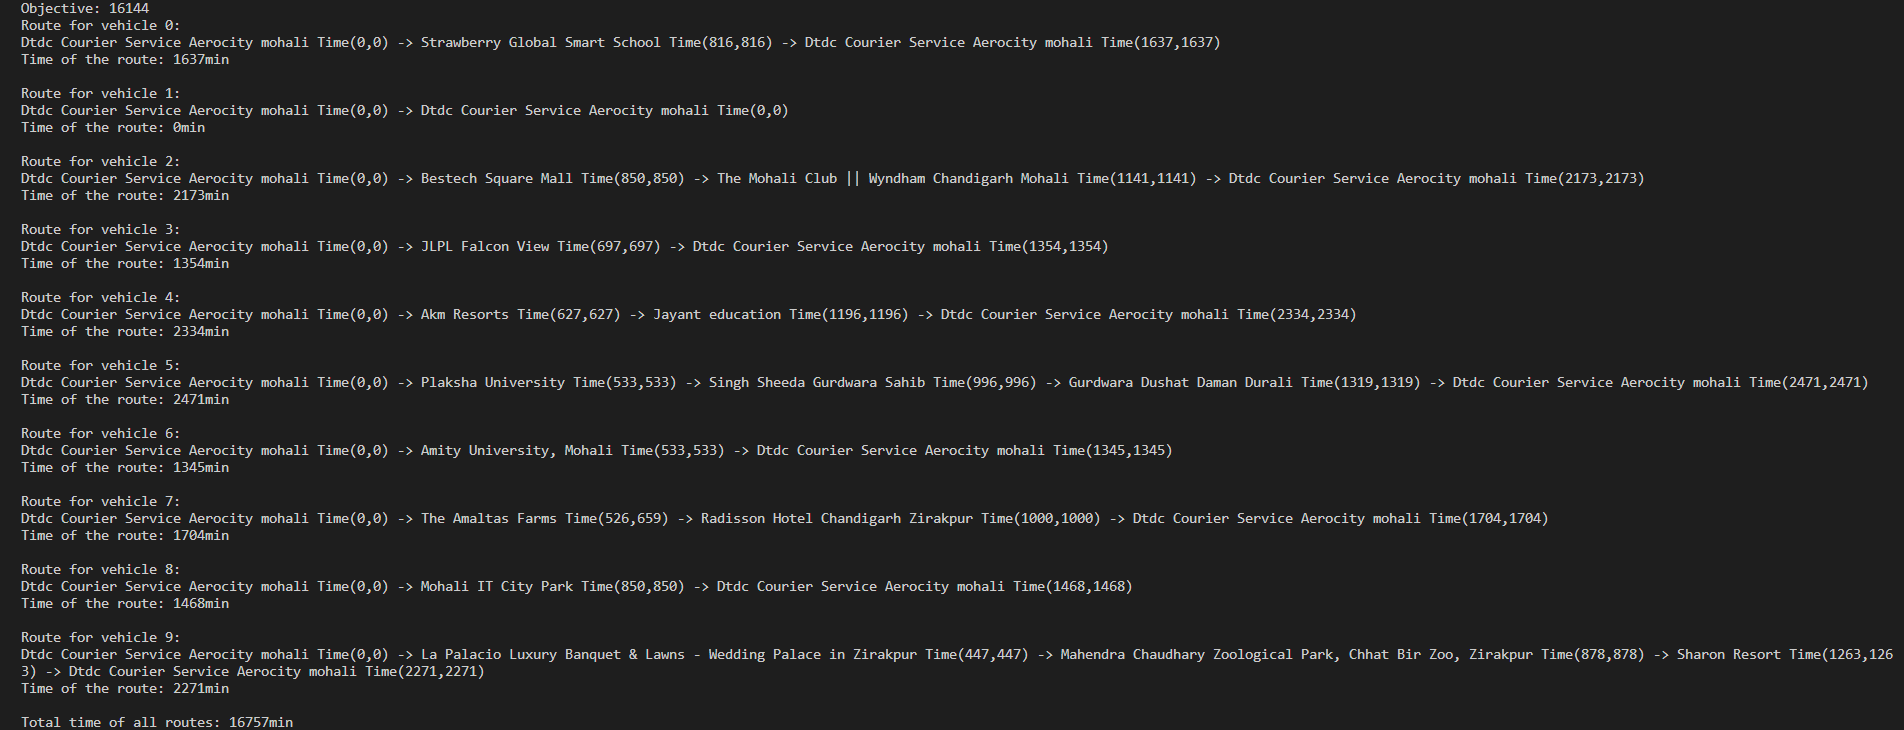 Objective: 16144
Route for vehicle 0:
Dtdc Courier Service Aerocity mohali Time(0,0) -> Strawberry Global Smart School Time(816,816) -> Dtdc Courier Service Aerocity mohali Time(1637,1637)
Time of the route: 1637min
Route for vehicle 1:
Dtdc Courier Service Aerocity mohali Time(0,0) -> Dtdc Courier Service Aerocity mohali Time(0,0)
Time of the route: 0min
Route for vehicle 2:
Dtdc Courier Service Aerocity mohali Time(0,0) -> Bestech Square Mall Time(850,850) -> The Mohali Club || Wyndham Chandigarh Mohali Time(1141,1141) -> Dtdc Courier Service Aerocity mohali Time(2173,2173)
Time of the route: 2173min
Route for vehicle 3:
Dtdc Courier Service Aerocity mohali Time(0,0) -> JLPL Falcon View Time(697,697) -> Dtdc Courier Service Aerocity mohali Time(1354,1354)
Time of the route: 1354min
Route for vehicle 4:
Dtdc Courier Service Aerocity mohali Time(0,0) -> Akm Resorts Time(627,627) -> Jayant education Time(1196,1196) -> Dtdc Courier Service Aerocity mohali Time(2334,2334)
Time of the route: 2334min
Route for vehicle 5:
Dtdc Courier Service Aerocity mohali Time(0,0) -> Plaksha University Time(533,533) -> Singh Sheeda Gurdwara Sahib Time(996,996) -> Gurdwara Dushat Daman Durali Time(1319,1319) -> Dtdc Courier Service Aerocity mohali Time(2471,2471)
Time of the route: 2471min
Route for vehicle 6:
Dtdc Courier Service Aerocity mohali Time(0,0) -> Amity University, Mohali Time(533,533) -> Dtdc Courier Service Aerocity mohali Time(1345,1345)
Time of the route: 1345min
Route for vehicle 7:
Dtdc Courier Service Aerocity mohali Time(0,0) -> The Amaltas Farms Time(526,659) -> Radisson Hotel Chandigarh Zirakpur Time(1000,1000) -> Dtdc Courier Service Aerocity mohali Time(1704,1704)
Time of the route: 1704min
Route for vehicle 8:
Dtdc Courier Service Aerocity mohali Time(0,0) -> Mohali IT City Park Time(850,850) -> Dtdc Courier Service Aerocity mohali Time(1468,1468)
Time of the route: 1468min
Route for vehicle 9:
Dtdc Courier Service Aerocity mohali Time(0,0) -> La Palacio Luxury Banquet & Lawns - Wedding Palace in Zirakpur Time(447,447) -> Mahendra Chaudhary Zoological Park, Chhat Bir Zoo, Zirakpur Time(878,878) -> Sharon Resort Time(1263,126
3) -> Dtdc Courier Service Aerocity mohali Time(2271,2271)
Time of the route: 2271min
Total time of all routes: 16757min